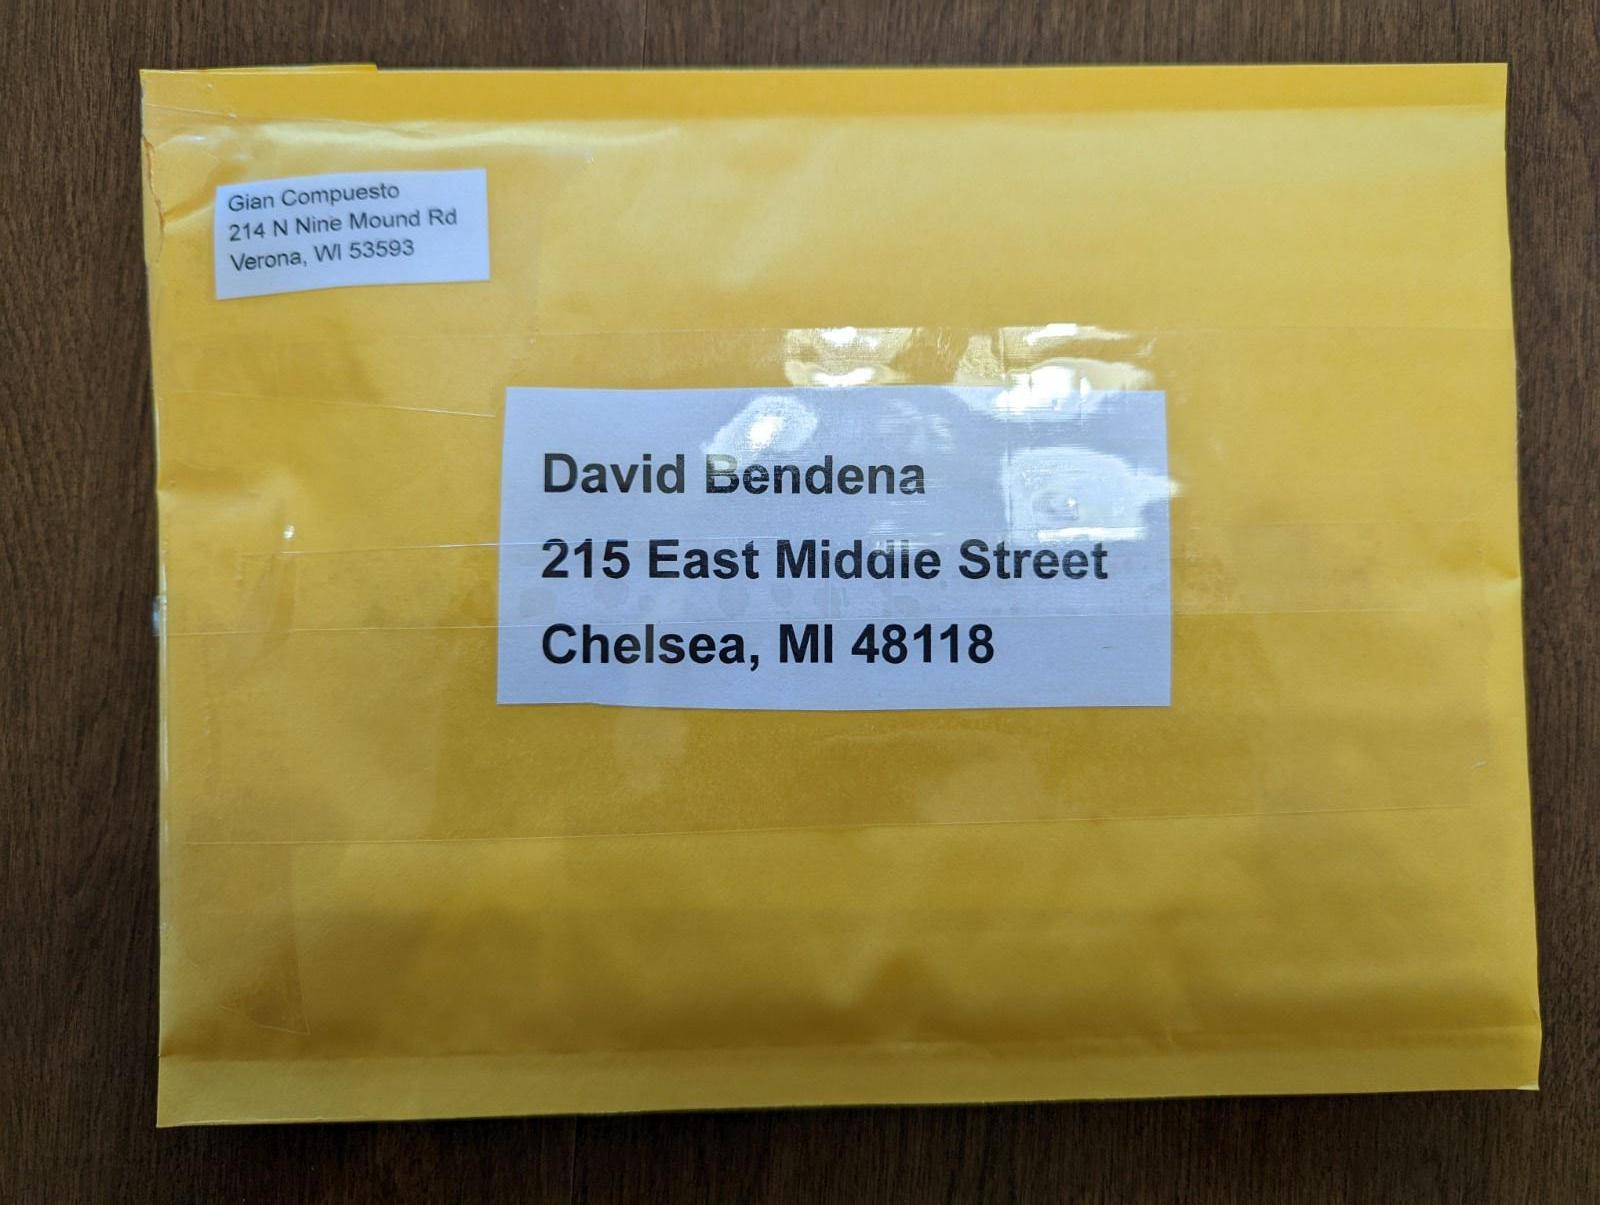 Gian Compuesto
214 N Nine Mound Rd
Verona, WI 53593
David Bendena
215 East Middle Street
Chelsea, MI 48118